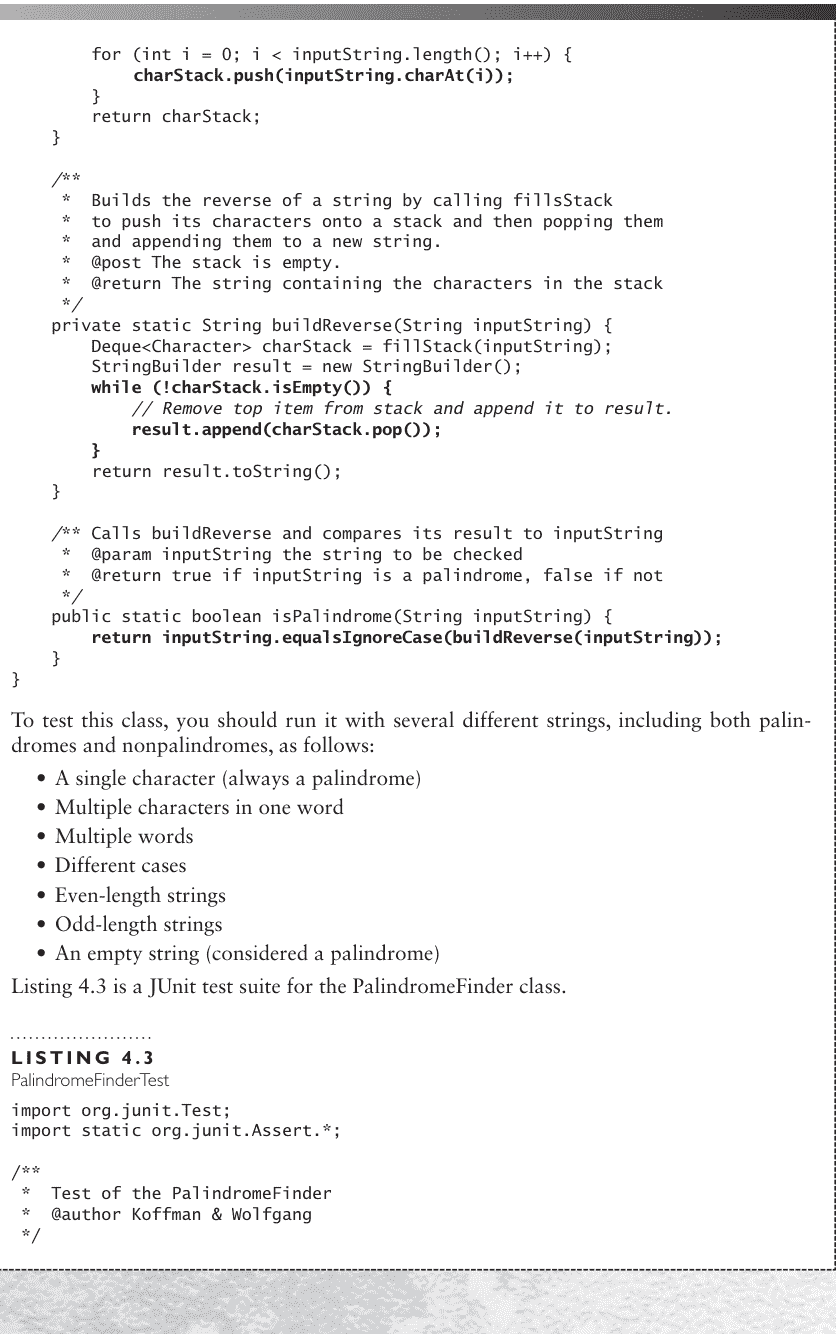 for (int i = 0; i < inputString.length(); i++) {
charStack.push(inputString.charAt(i));
}
return charStack;
}
/**
* Builds the reverse of a string by calling fillsStack
* to push its characters onto a stack and then popping them
* and appending them to a new string.
* @post The stack is empty.
* @return The string containing the characters in the stack
*/
private static String buildReverse(String inputString) {
Deque<Character> charStack = fillStack(inputString);
StringBuilder result = new StringBuilder();
while (!charStack.isEmpty()) {
// Remove top item from stack and append it to result.
result.append(charStack.pop());
}
return result.toString();
}
/** Calls buildReverse and compares its result to inputString
* @param inputString the string to be checked
* @return true if inputString is a palindrome, false if not
*/
public static boolean isPalindrome(String inputString) {
return inputString.equalsIgnoreCase(buildReverse(inputString));
}
}
To test this class, you should run it with several different strings, including both palin-
dromes and nonpalindromes, as follows:
• A single character (always a palindrome)
• Multiple characters in one word
• Multiple words
• Different cases
• Even-length strings
• Odd-length strings
• An empty string (considered a palindrome)
Listing 4.3 is a JUnit test suite for the PalindromeFinder class.
LISTING 4.3
PalindromeFinderTest
import org.junit.Test;
import static org.junit.Assert.*;
/**
* Test of the PalindromeFinder
* @author Koffman & Wolfgang
*/